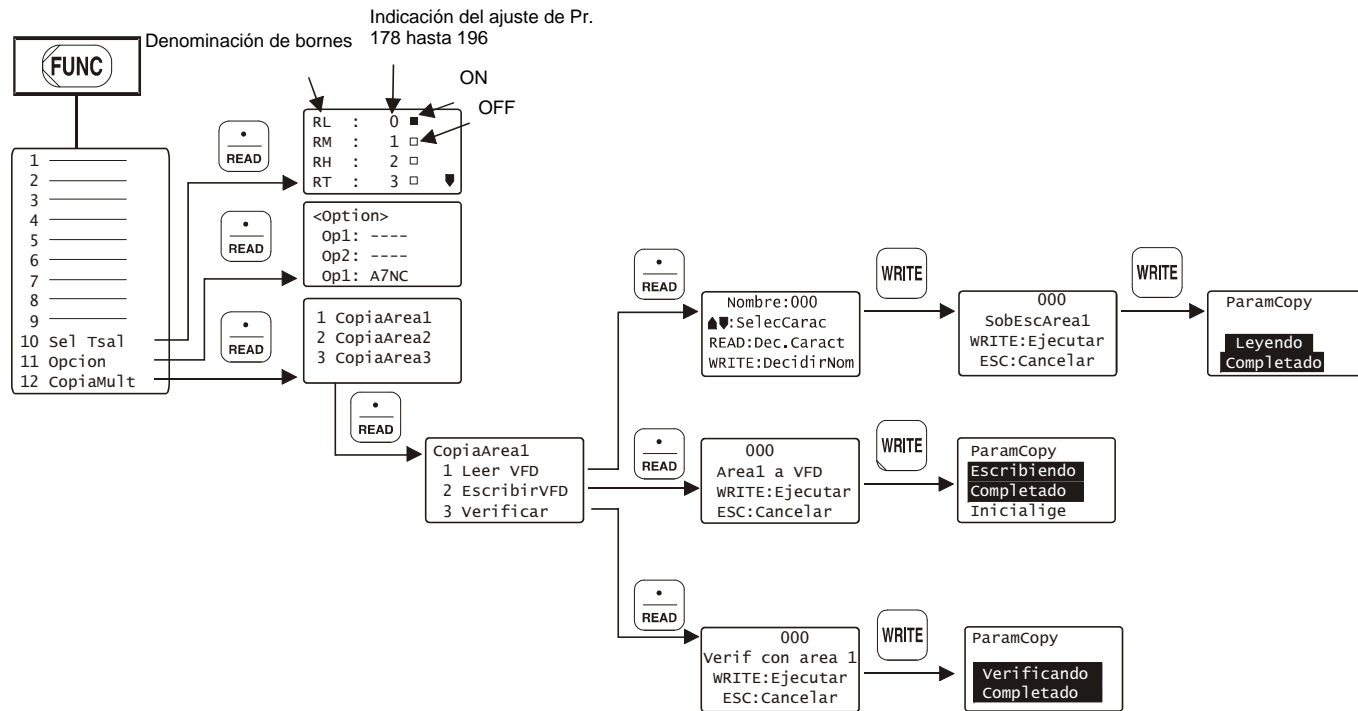 Indicación del ajuste de Pr.
178 hasta 196
Denominación de bornes
FUNC
ON
OFF
1
2
3
4
5
6
7
8
9
10 Sel Tsal
11 Opcion
12 CopiaMult
READ
RL : 0
RM : 1
RH : 2
RT : 3
READ
<Option>
Op1: ----
Op2: ----
Op1: A7NC
READ
1 CopiaArea1
2 CopiaArea2
3 CopiaArea3
READ
CopiaArea1
1 Leer VFD
2 EscribirVFD
3 Verificar
READ
Nombre:000
:SelecCarac
READ:Dec.Caract
WRITE:DecidirNom
WRITE
000
SobEscArea1
WRITE:Ejecutar
ESC:Cancelar
WRITE
ParamCopy
Leyendo
Completado
READ
000
Area1 a VFD
WRITE:Ejecutar
ESC:Cancelar
WRITE
ParamCopy
Escribiendo
Completado
Inicialige
READ
000
Verif con area 1
WRITE:Ejecutar
ESC:Cancelar
WRITE
ParamCopy
Verificando
Completado